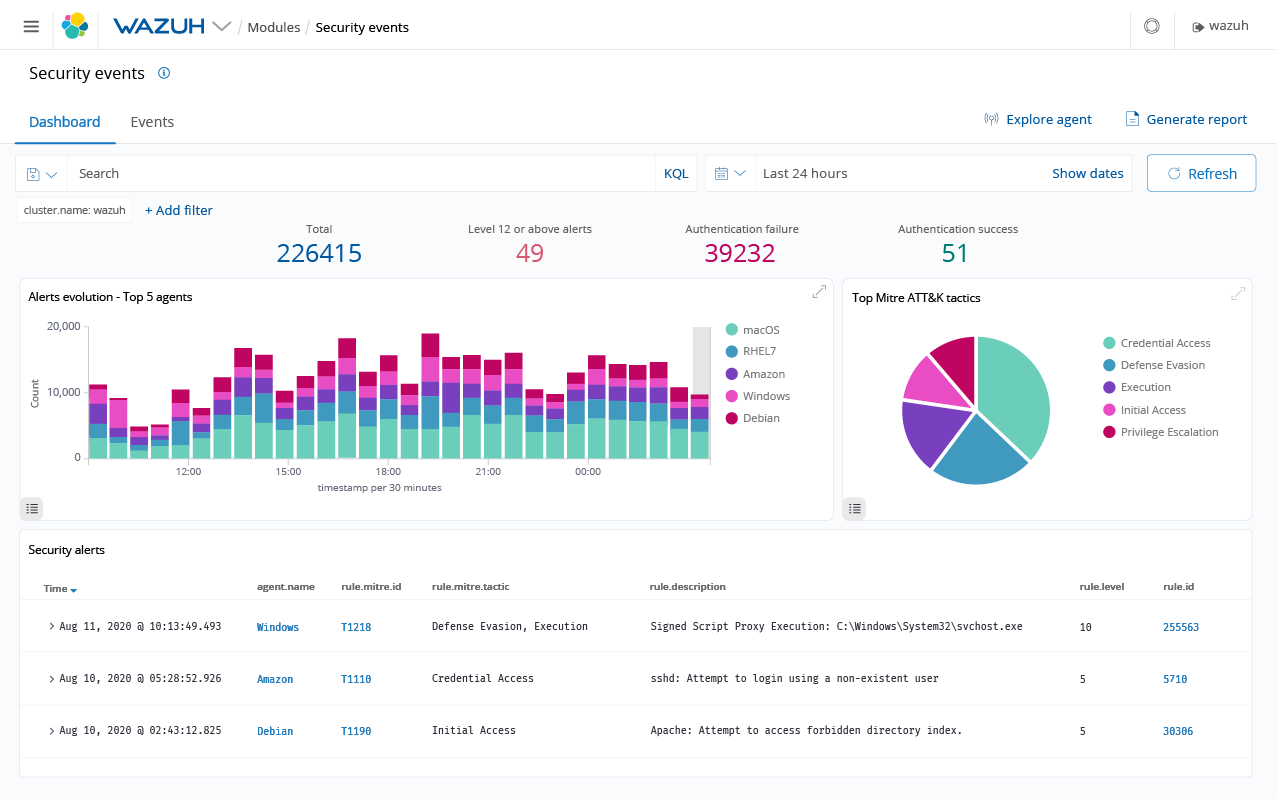 WAZUH / Modules / Security events
wazuh
Security events
Dashboard Events
Explore agent Generate report
Search KQL
Last 24 hours Show dates
Refresh
cluster.name: wazuh + Add filter
Total
226415
Level 12 or above alerts
49
Authentication failure
39232
Authentication success
51
Alerts evolution - Top 5 agents
20,000
10,000
0
Count
12:00 15:00 18:00 21:00 00:00
timestamp per 30 minutes
macOS
RHEL7
Amazon
Windows
Debian
Top Mitre ATT&K tactics
Credential Access
Defense Evasion
Execution
Initial Access
Privilege Escalation
Security alerts
Time agent.name rule.mitre.id rule.mitre.tactic rule.description rule.level rule.id
Aug 11, 2020 @ 10:13:49.493 Windows T1218 Defense Evasion, Execution Signed Script Proxy Execution: C:\Windows\System32\svchost.exe 10 255563
Aug 10, 2020 @ 05:28:52.926 Amazon T1110 Credential Access sshd: Attempt to login using a non-existent user 5 5710
Aug 10, 2020 @ 02:43:12.825 Debian T1190 Initial Access Apache: Attempt to access forbidden directory index. 5 30306